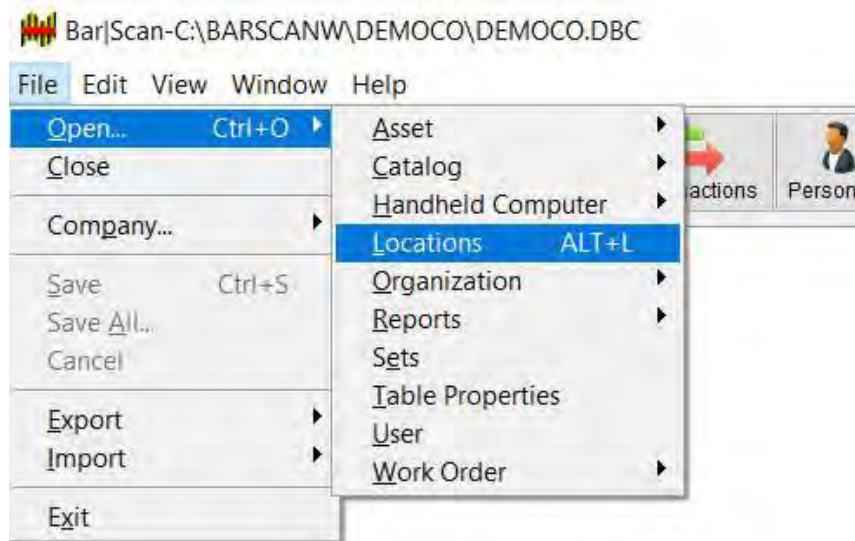 Bar|Scan-C:\BARSCANW\DEMOCO\DEMOCO.DBC
File Edit View Window Help
Open... Ctrl+O
Close
Company...
Save Ctrl+S
Save All...
Cancel
Export
Import
Exit
Asset
Catalog
Handheld Computer
Locations ALT+L
Organization
Reports
Sets
Table Properties
User
Work Order
actions
Person